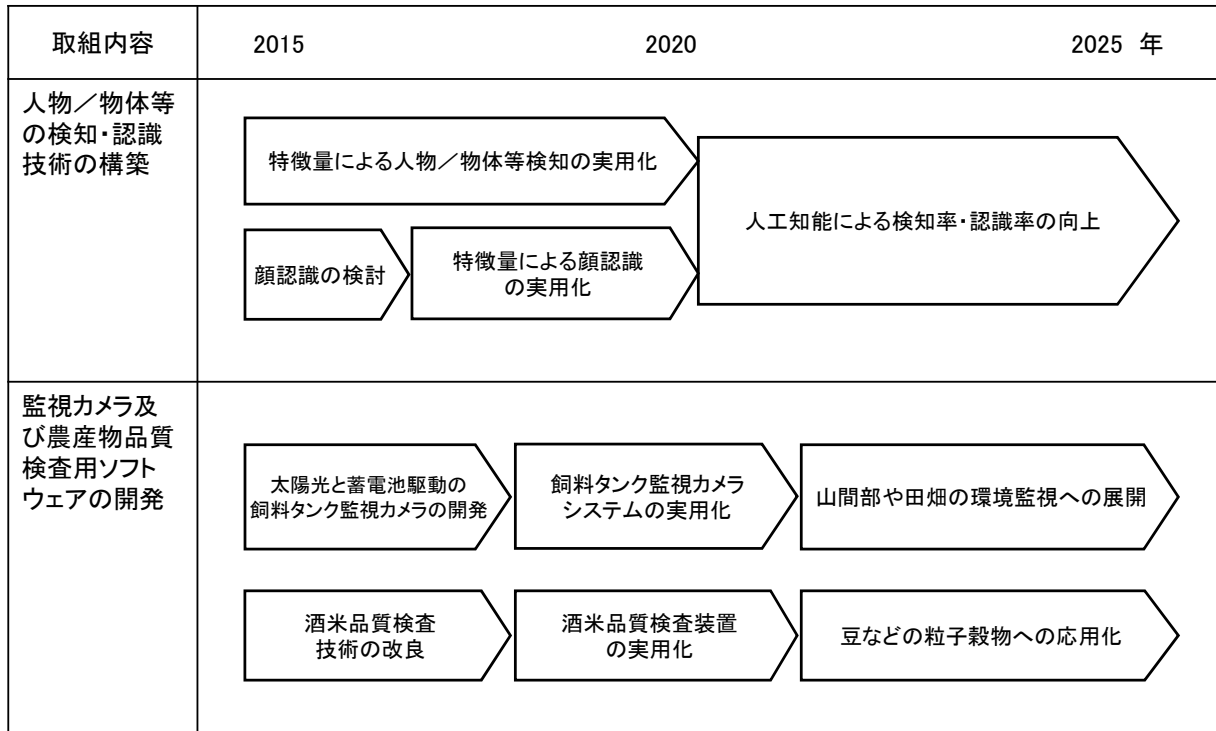 取組内容
2015
2020
2025 年
人物／物体等
の検知・認識
技術の構築
特徴量による人物／物体等検知の実用化
人工知能による検知率・認識率の向上
顔認識の検討
特徴量による顔認識
の実用化
監視カメラ及
び農産物品質
検査用ソフト
ウェアの開発
太陽光と蓄電池駆動の
飼料タンク監視カメラの開発
飼料タンク監視カメラ
システムの実用化
山間部や田畑の環境監視への展開
酒米品質検査
技術の改良
酒米品質検査装置
の実用化
豆などの粒子穀物への応用化